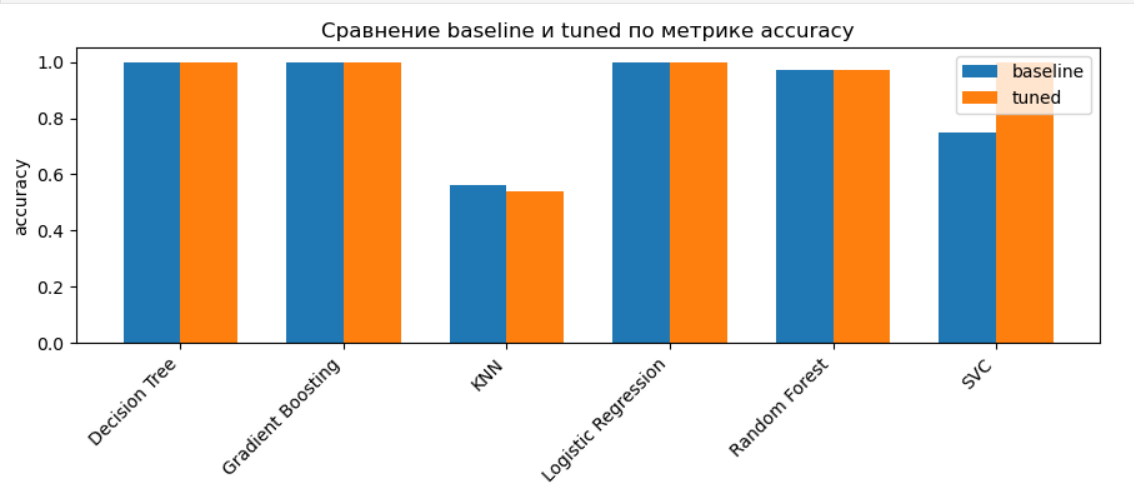 Сравнение baseline и tuned по метрике accuracy
1.0
0.8
0.6
0.4
0.2
0.0
accuracy
baseline
tuned
Decision Tree
Gradient Boosting
KNN
Logistic Regression
Random Forest
SVC